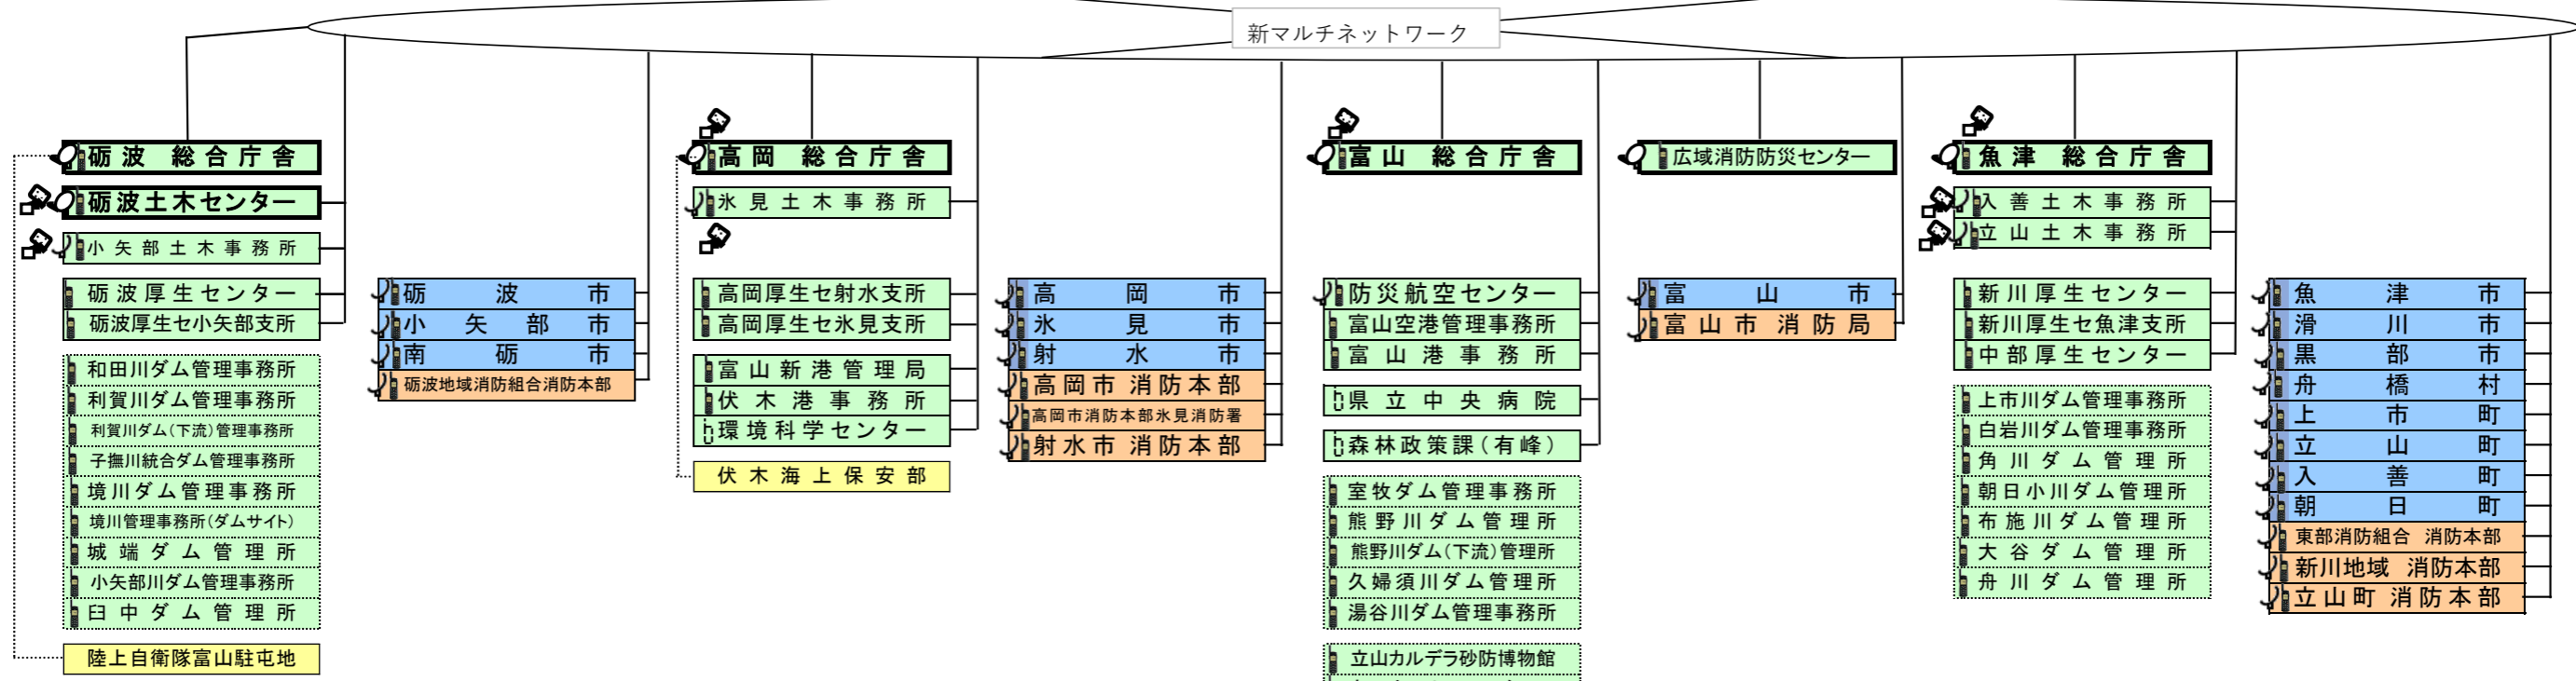 新マルチネットワーク
砺波 総合庁舎
砺波土木センター
小矢部土木事務所
砺波厚生センター
砺波厚生セ小矢部支所
和田川ダム管理事務所
利賀川ダム管理事務所
利賀川ダム(下流)管理事務所
子撫川統合ダム管理事務所
境川ダム管理事務所
境川管理事務所(ダムサイト)
城端ダム管理所
小矢部川ダム管理事務所
臼中ダム管理所
陸上自衛隊富山駐屯地
砺波市
小矢部市
南砺市
砺波地域消防組合消防本部
高岡 総合庁舎
氷見土木事務所
高岡厚生セ射水支所
高岡厚生セ氷見支所
富山新港管理局
伏木港事務所
環境科学センター
伏木海上保安部
高岡市
氷見市
射水市
高岡市 消防本部
高岡市消防本部氷見消防署
射水市 消防本部
富山 総合庁舎
防災航空センター
富山空港管理事務所
富山港事務所
県立中央病院
森林政策課(有峰)
室牧ダム管理事務所
熊野川ダム管理所
熊野川ダム(下流)管理所
久婦須川ダム管理所
湯谷川ダム管理事務所
立山カルデラ砂防博物館
広域消防防災センター
富山市
富山市 消防局
魚津 総合庁舎
入善土木事務所
立山土木事務所
新川厚生センター
新川厚生セ魚津支所
中部厚生センター
上市川ダム管理事務所
白岩川ダム管理事務所
角川ダム管理所
朝日小川ダム管理所
布施川ダム管理所
大谷ダム管理所
舟川ダム管理所
魚津市
滑川市
黒部市
舟橋村
上市町
立山町
入善町
朝日町
東部消防組合 消防本部
新川地域 消防本部
立山町 消防本部